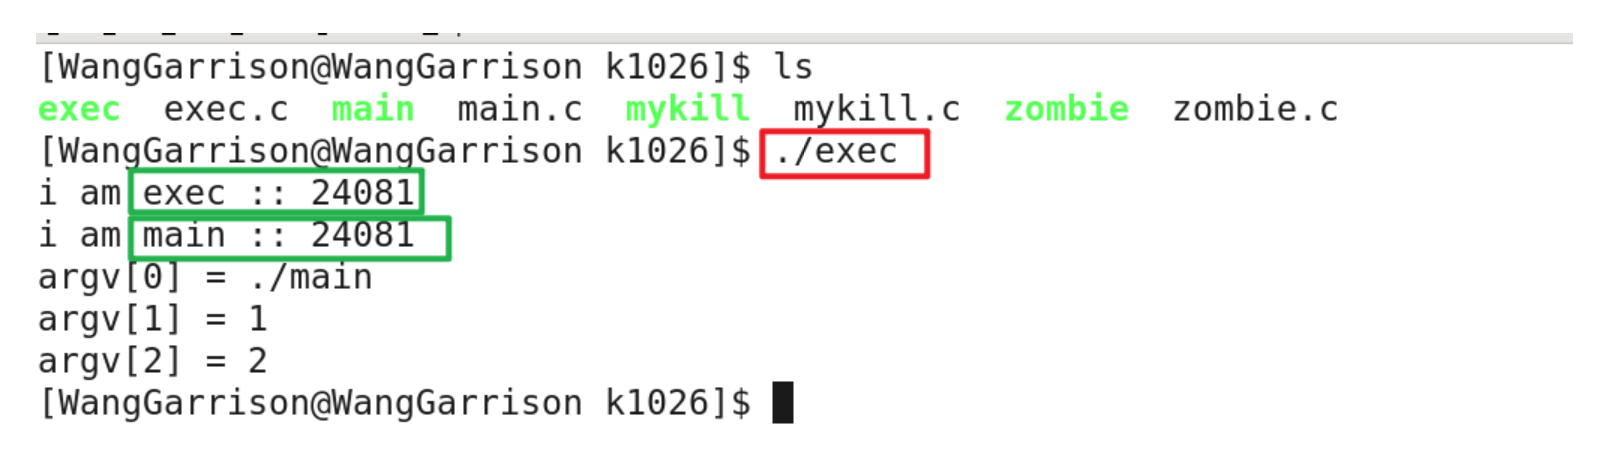 [WangGarrison@WangGarrison k1026]$ ls
exec  exec.c  main  main.c  mykill  mykill.c  zombie  zombie.c
[WangGarrison@WangGarrison k1026]$ ./exec
i am exec :: 24081
i am main :: 24081
argv[0] = ./main
argv[1] = 1
argv[2] = 2
[WangGarrison@WangGarrison k1026]$